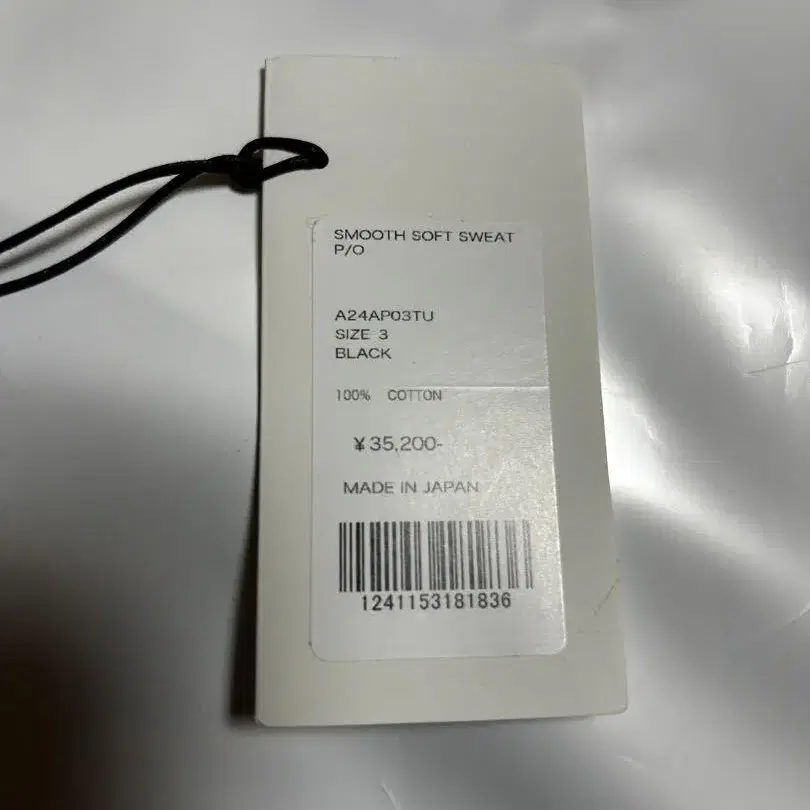 SMOOTH SOFT SWEAT
P/O
A24AP03TU
SIZE 3
BLACK
100% COTTON
¥35,200-
MADE IN JAPAN
1241153181836